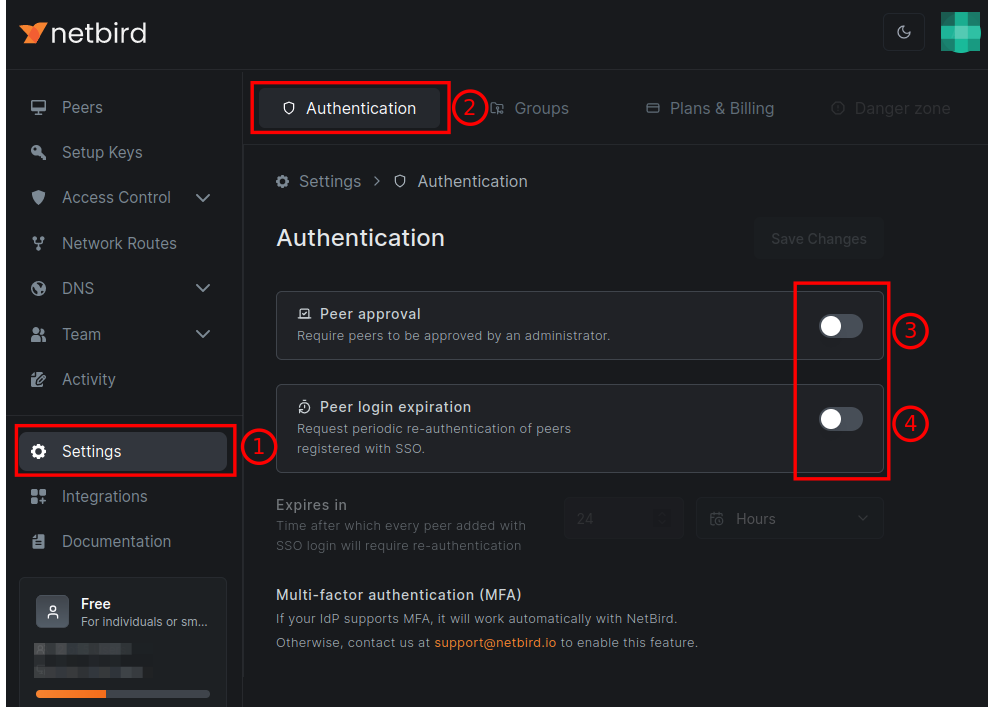 netbird
Peers
Setup Keys
Access Control
Network Routes
DNS
Team
Activity
Settings
1
Integrations
Documentation
Free
For individuals or sm...
Authentication
2
Groups
Plans & Billing
Danger zone
Settings > Authentication
Authentication
Save Changes
Peer approval
Require peers to be approved by an administrator.
3
Peer login expiration
Request periodic re-authentication of peers
registered with SSO.
4
Expires in
Time after which every peer added with
SSO login will require re-authentication
24
Hours
Multi-factor authentication (MFA)
If your IdP supports MFA, it will work automatically with NetBird.
Otherwise, contact us at support@netbird.io to enable this feature.